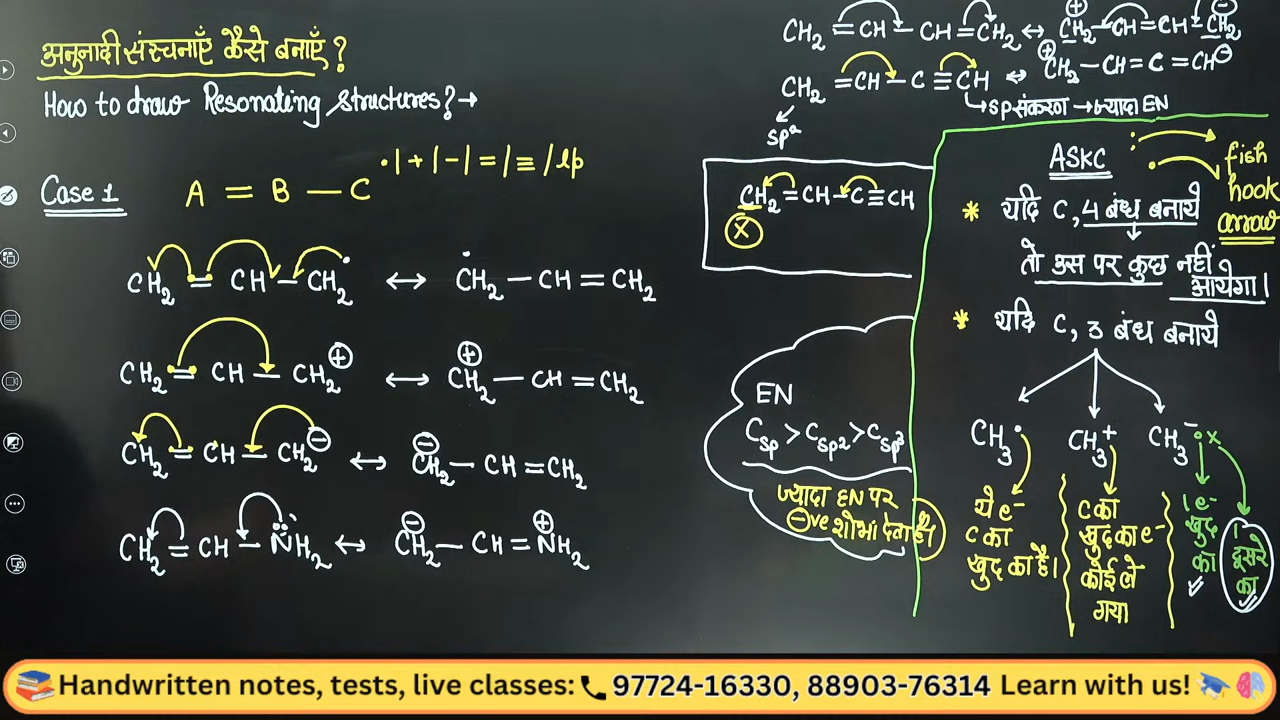 अनुनादी संरचनाएँ कैसे बनाएँ?
How to draw Resonating structures? →
Case 1
A = B — C
• | + | - | = | ≡ | lp
CH₂ = CH — CH₂• ↔ •CH₂ — CH = CH₂
CH₂ = CH — CH₂⊕ ↔ ⊕CH₂ — CH = CH₂
CH₂ = CH — CH₂⊖ ↔ ⊖CH₂ — CH = CH₂
CH₂ = CH — N̈H₂ ↔ ⊖CH₂ — CH = N⊕H₂
CH₂ = CH — CH = CH₂ ↔ ⊕CH₂ — CH = CH — CH₂⊖
CH₂ = CH — C ≡ CH ↔ ⊕CH₂ — CH = C = CH⊖
sp²
sp संकरण → ज्यादा EN
CH₂ = CH — C ≡ CH
X
EN
Csp > Csp² > Csp³
ज्यादा EN पर
⊖ve शोभा देता है।
ASKC
fish
hook
arrow
* यदि C, 4 बंध बनाये
तो उस पर कुछ नहीं
आयेगा।
* यदि C, 3 बंध बनाये
CH₃• CH₃⁺ CH₃⁻ • x
ये e⁻
C का
खुद का है।
C का
खुद का e⁻
कोई ले
गया
1 e⁻
खुद
का
1
दूसरे
का
📚 Handwritten notes, tests, live classes: 📞 97724-16330, 88903-76314 Learn with us! 🎓 🧠